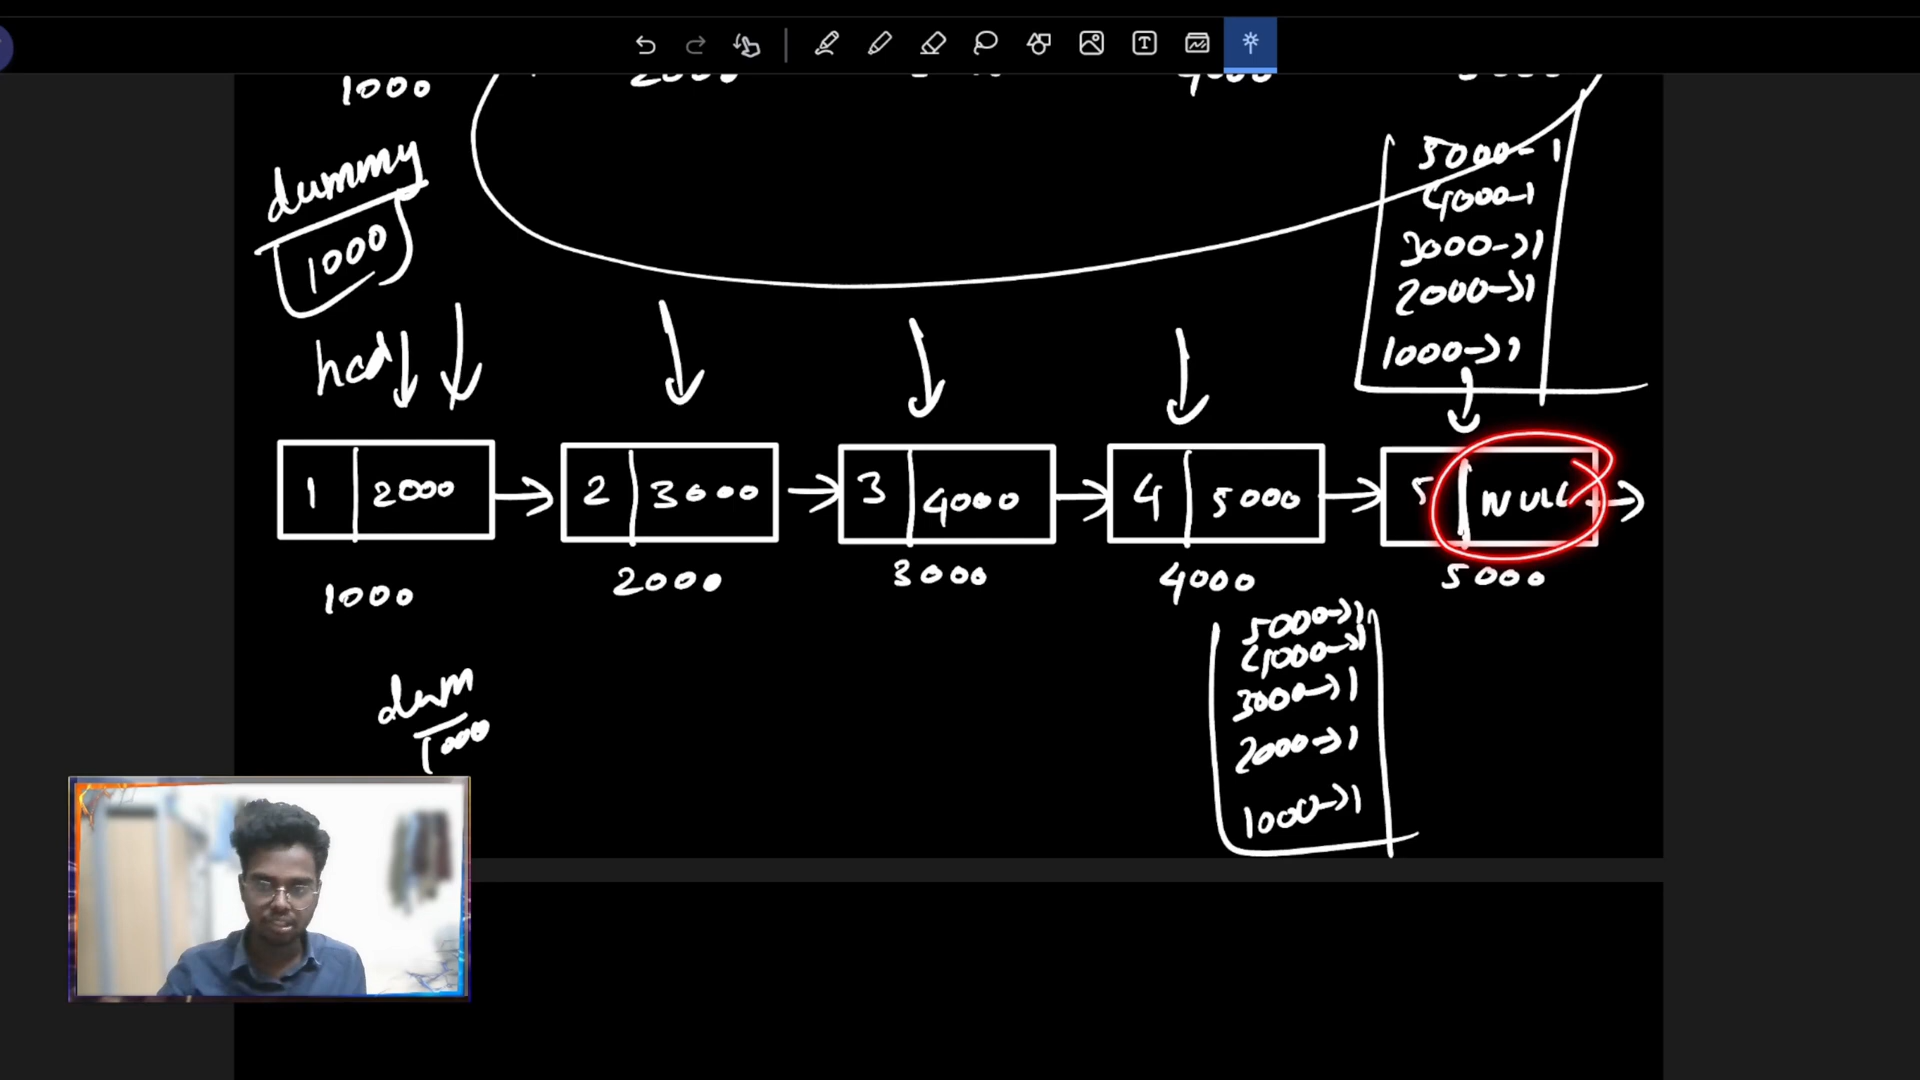 1000 2000 4000
dummy
1000
5000-1
4000-1
3000->1
2000->1
1000->1
head
1 2000 2 3000 3 4000 4 5000 5 NULL
1000 2000 3000 4000 5000
5000->1
4000->1
3000->1
2000->1
1000->1
dum
1000